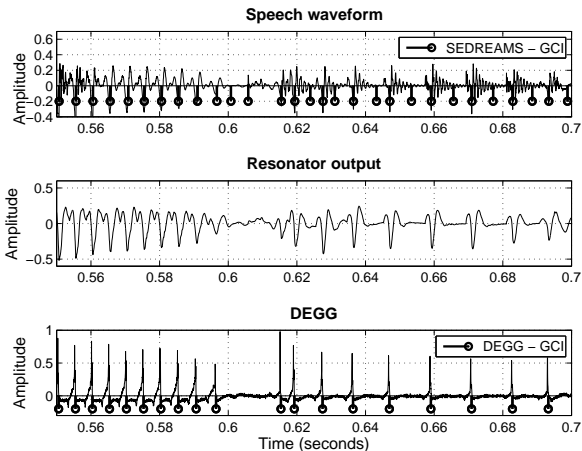 Speech waveform
0.6
0.4
0.2
0
−0.2
−0.4
Amplitude
SEDREAMS − GCI
0.56 0.58 0.6 0.62 0.64 0.66 0.68 0.7
Resonator output
0.5
0
−0.5
Amplitude
0.56 0.58 0.6 0.62 0.64 0.66 0.68 0.7
DEGG
1
0.5
0
Amplitude
DEGG − GCI
0.56 0.58 0.6 0.62 0.64 0.66 0.68 0.7
Time (seconds)